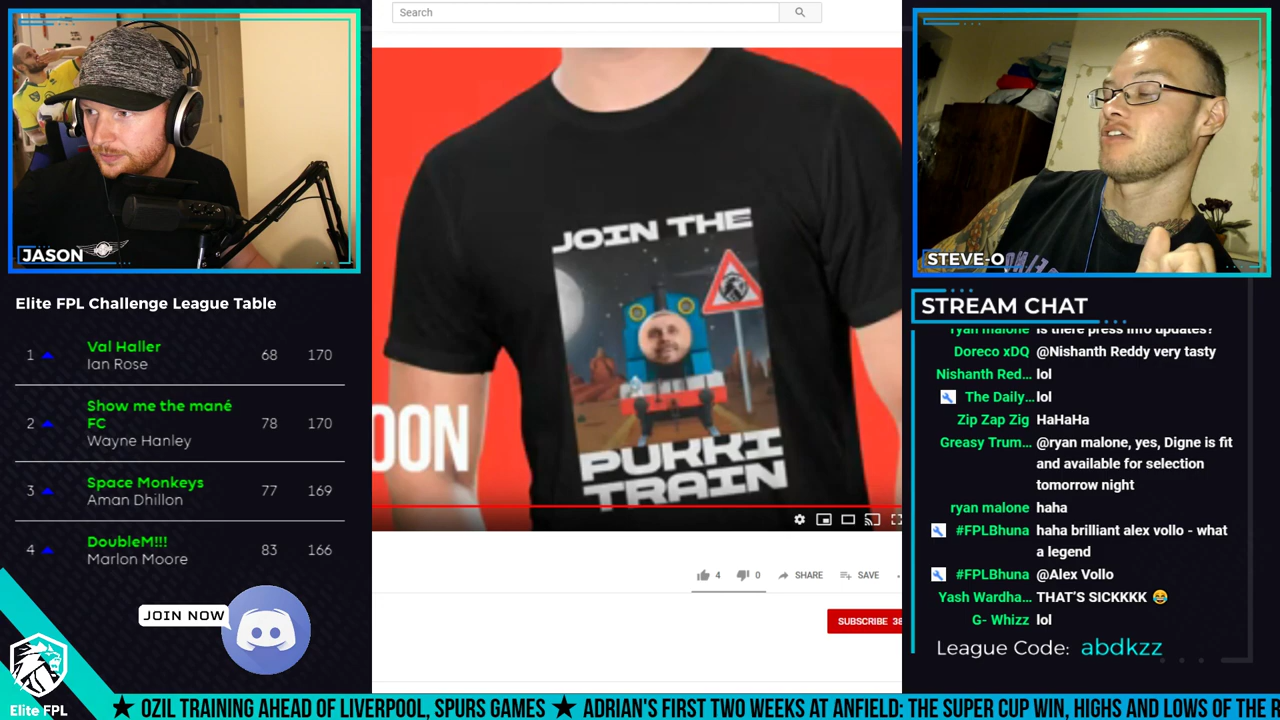 JASON
Elite FPL Challenge League Table
1 Val Haller 68 170
Ian Rose
2 Show me the mané FC 78 170
Wayne Hanley
3 Space Monkeys 77 169
Aman Dhillon
4 DoubleM!!! 83 166
Marlon Moore
JOIN NOW
Elite FPL
Search
JOIN THE
PUKKI
TRAIN
OON
4 0 SHARE SAVE
SUBSCRIBE 38
STEVE-O
STREAM CHAT
ryan malone is there press info updates?
Doreco xDQ @Nishanth Reddy very tasty
Nishanth Red... lol
The Daily... lol
Zip Zap Zig HaHaHa
Greasy Trum... @ryan malone, yes, Digne is fit
and available for selection
tomorrow night
ryan malone haha
#FPLBhuna haha brilliant alex vollo - what
a legend
#FPLBhuna @Alex Vollo
Yash Wardha... THAT'S SICKKKK 😂
G- Whizz lol
League Code: abdkzz
★ OZIL TRAINING AHEAD OF LIVERPOOL, SPURS GAMES ★ ADRIAN'S FIRST TWO WEEKS AT ANFIELD: THE SUPER CUP WIN, HIGHS AND LOWS OF THE R